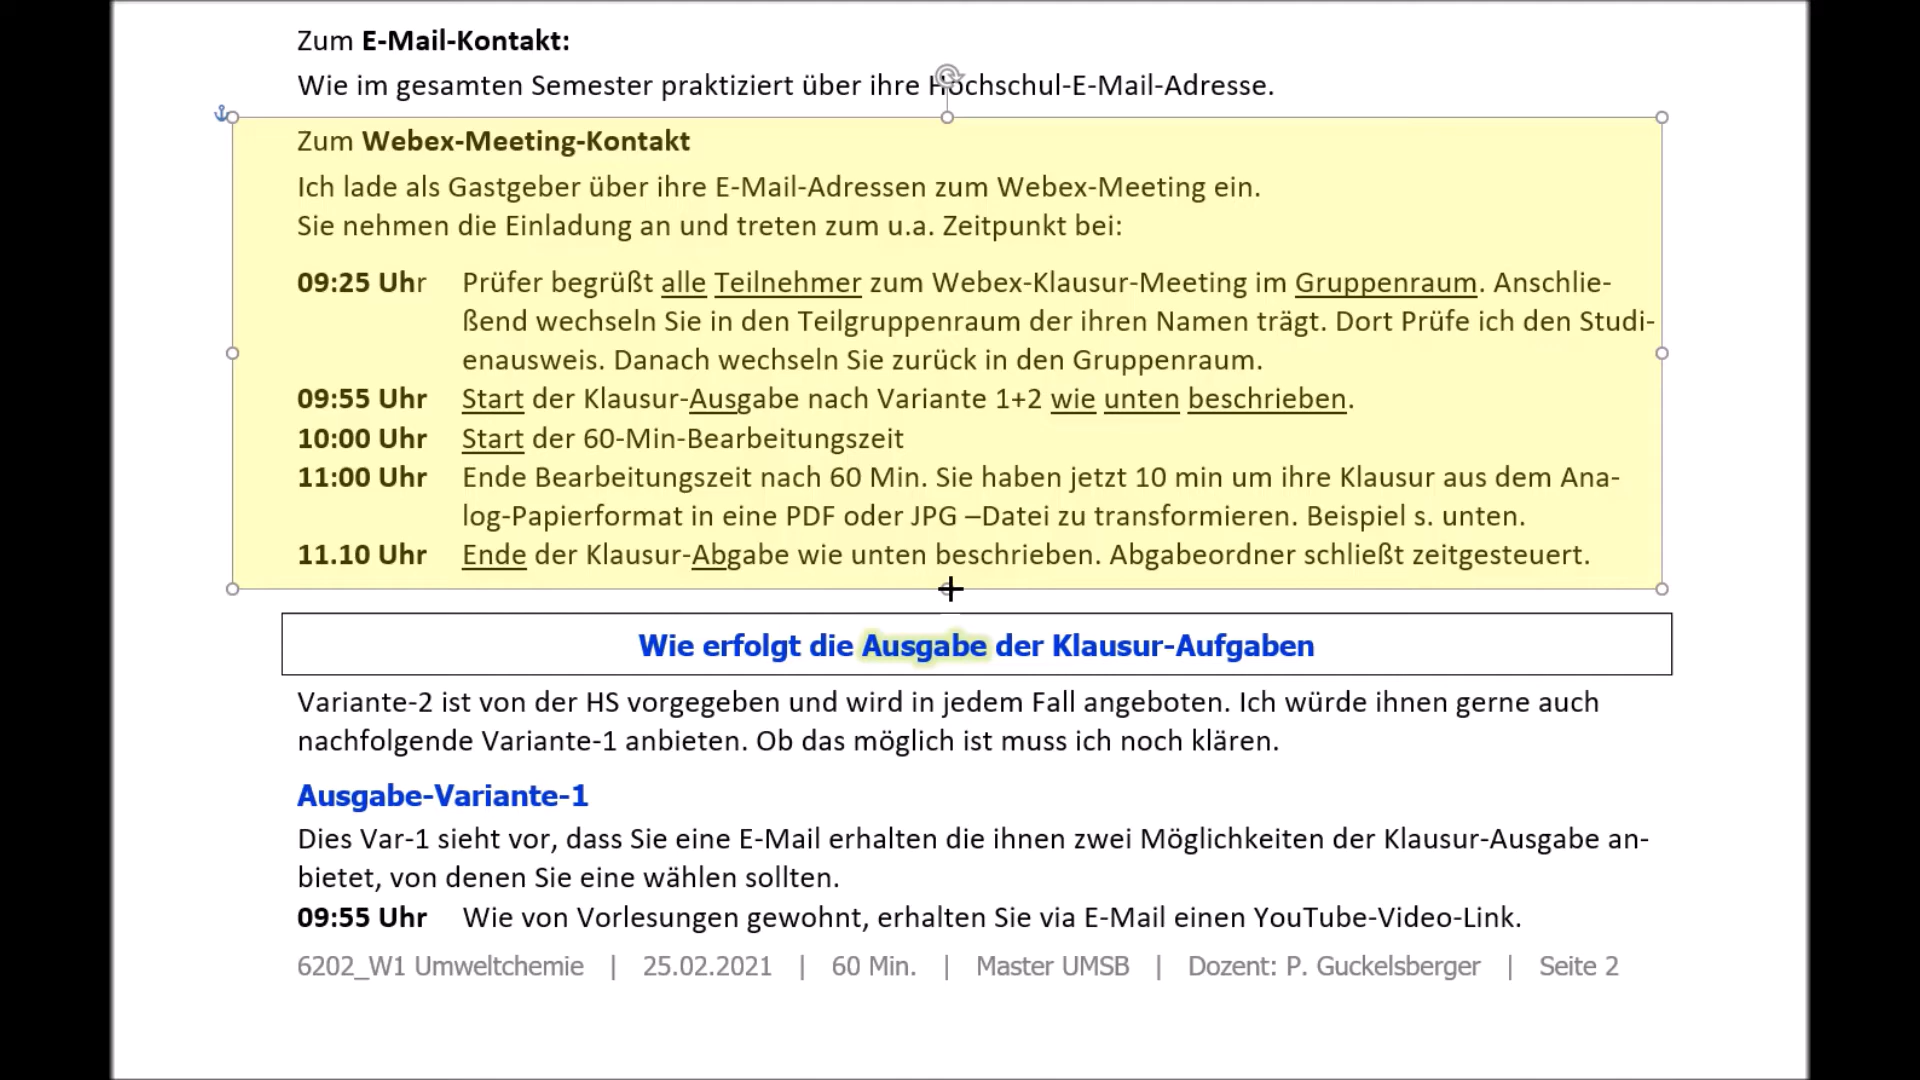 Zum E-Mail-Kontakt:
Wie im gesamten Semester praktiziert über ihre Hochschul-E-Mail-Adresse.
Zum Webex-Meeting-Kontakt
Ich lade als Gastgeber über ihre E-Mail-Adressen zum Webex-Meeting ein.
Sie nehmen die Einladung an und treten zum u.a. Zeitpunkt bei:
09:25 Uhr Prüfer begrüßt alle Teilnehmer zum Webex-Klausur-Meeting im Gruppenraum. Anschlie-
ßend wechseln Sie in den Teilgruppenraum der ihren Namen trägt. Dort Prüfe ich den Studi-
enausweis. Danach wechseln Sie zurück in den Gruppenraum.
09:55 Uhr Start der Klausur-Ausgabe nach Variante 1+2 wie unten beschrieben.
10:00 Uhr Start der 60-Min-Bearbeitungszeit
11:00 Uhr Ende Bearbeitungszeit nach 60 Min. Sie haben jetzt 10 min um ihre Klausur aus dem Ana-
log-Papierformat in eine PDF oder JPG –Datei zu transformieren. Beispiel s. unten.
11.10 Uhr Ende der Klausur-Abgabe wie unten beschrieben. Abgabeordner schließt zeitgesteuert.
Wie erfolgt die Ausgabe der Klausur-Aufgaben
Variante-2 ist von der HS vorgegeben und wird in jedem Fall angeboten. Ich würde ihnen gerne auch
nachfolgende Variante-1 anbieten. Ob das möglich ist muss ich noch klären.
Ausgabe-Variante-1
Dies Var-1 sieht vor, dass Sie eine E-Mail erhalten die ihnen zwei Möglichkeiten der Klausur-Ausgabe an-
bietet, von denen Sie eine wählen sollten.
09:55 Uhr Wie von Vorlesungen gewohnt, erhalten Sie via E-Mail einen YouTube-Video-Link.
6202_W1 Umweltchemie | 25.02.2021 | 60 Min. | Master UMSB | Dozent: P. Guckelsberger | Seite 2